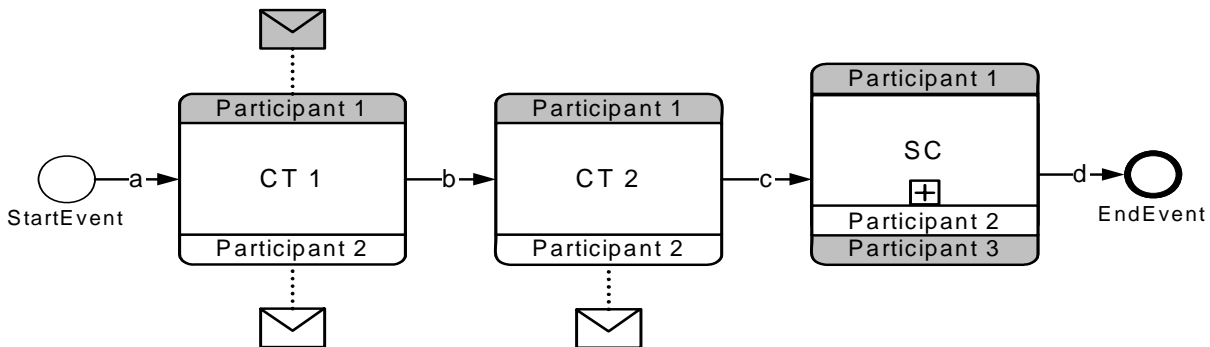 Participant 1
CT 1
Participant 2
Participant 1
CT 2
Participant 2
Participant 1
SC
Participant 2
Participant 3
StartEvent
a
b
c
d
EndEvent